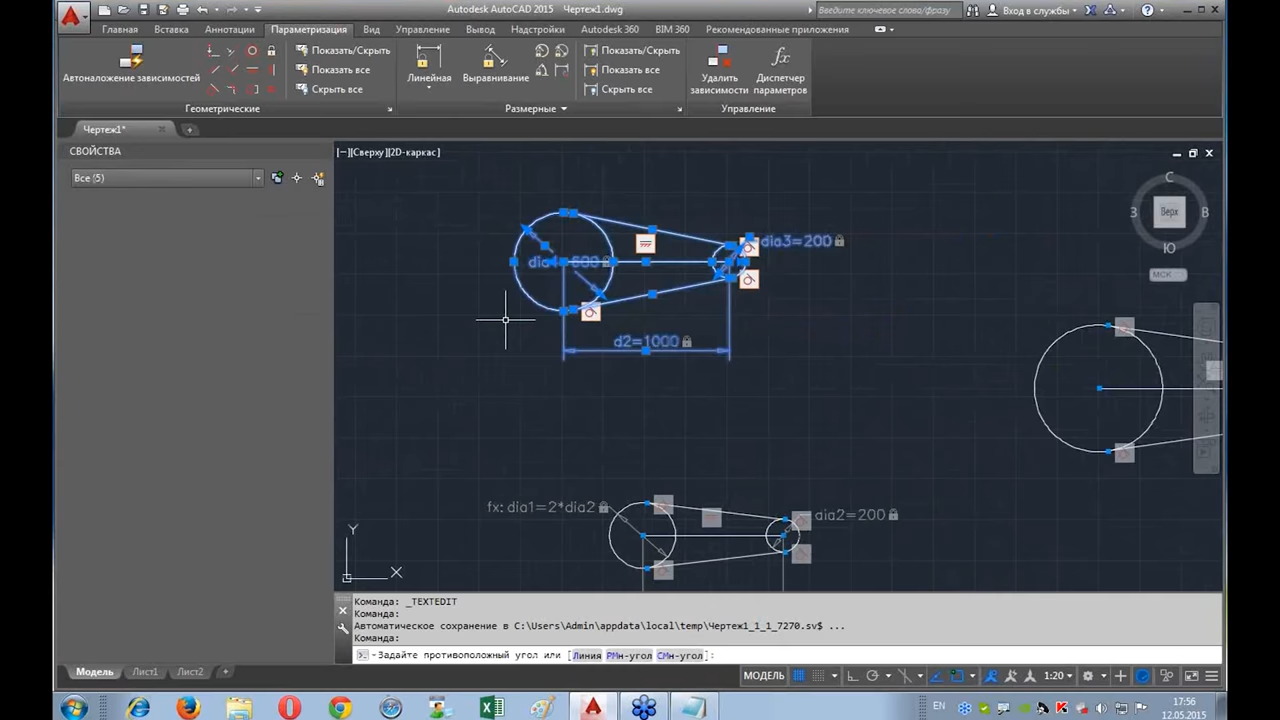 Autodesk AutoCAD 2015 Чертеж1.dwg
Введите ключевое слово/фразу
Вход в службы
Главная Вставка Аннотации Параметризация Вид Управление Вывод Надстройки Autodesk 360 BIM 360 Рекомендованные приложения
Автоналожение зависимостей
Показать/Скрыть
Показать все
Скрыть все
Геометрические
Линейная
Выравнивание
Показать/Скрыть
Показать все
Скрыть все
Размерные
Удалить зависимости
Диспетчер параметров
Управление
Чертеж1*
СВОЙСТВА
Все (5)
[−][Сверху][2D-каркас]
С
З Верх В
Ю
МСК
dia3=200
d2=1000
fx: dia1=2*dia2
dia2=200
Y
X
Команда: _TEXTEDIT
Команда:
Автоматическое сохранение в C:\Users\Admin\appdata\local\temp\Чертеж1_1_1_7270.sv$ ...
Команда:
Задайте противоположный угол или [Линия РМн-угол СМн-угол]:
Модель Лист1 Лист2
МОДЕЛЬ
1:20
EN
17:56
12.05.2015